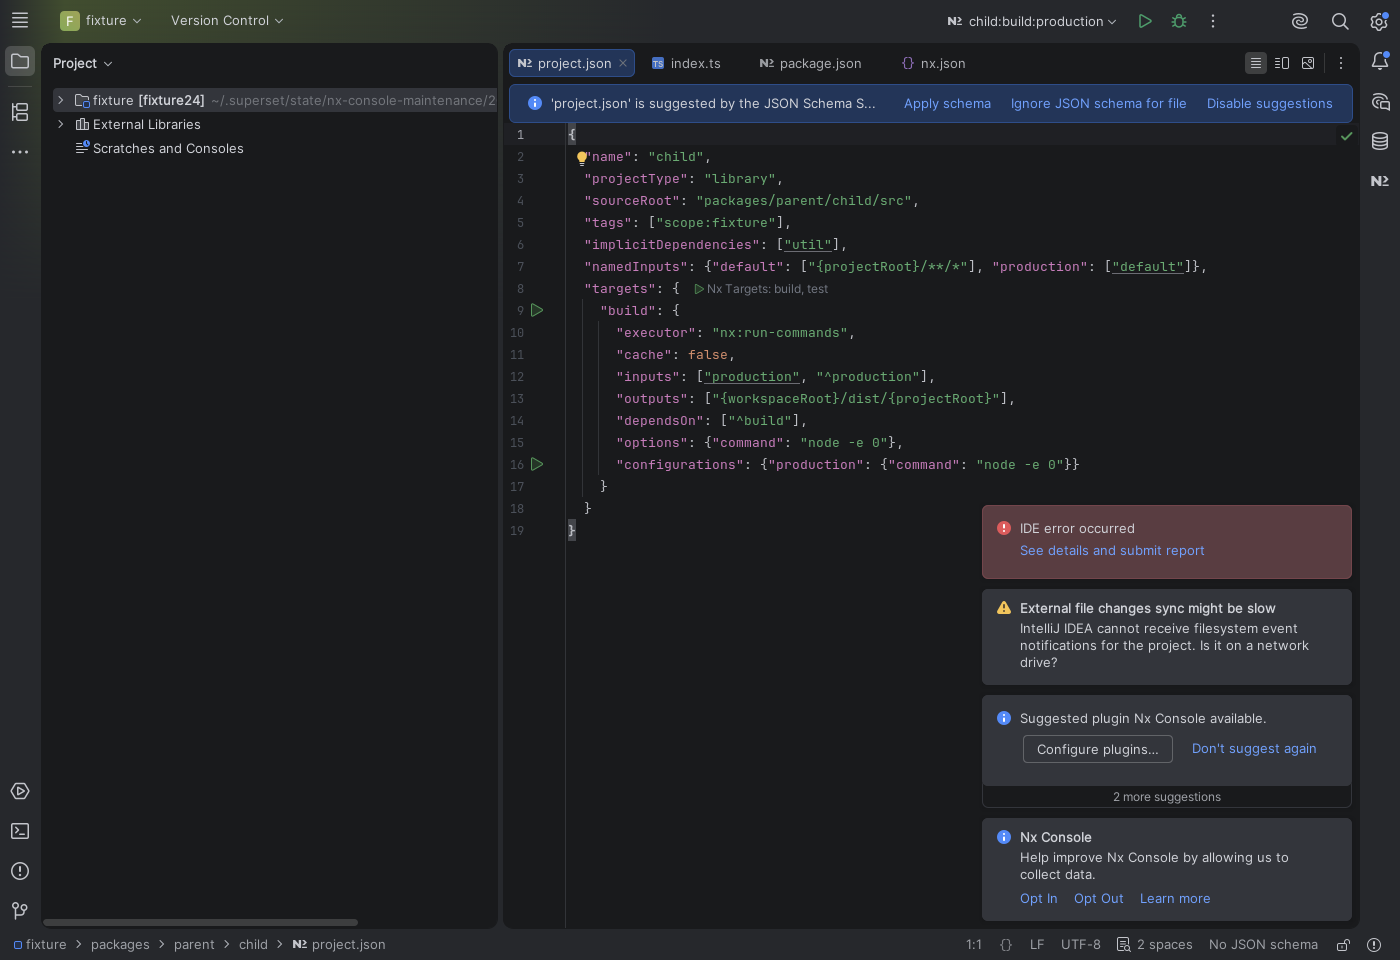 F fixture Version Control child:build:production
Project
project.json index.ts package.json {} nx.json
fixture [fixture24] ~/.superset/state/nx-console-maintenance/2
External Libraries
Scratches and Consoles
'project.json' is suggested by the JSON Schema S... Apply schema Ignore JSON schema for file Disable suggestions
1 {
2 "name": "child",
3 "projectType": "library",
4 "sourceRoot": "packages/parent/child/src",
5 "tags": ["scope:fixture"],
6 "implicitDependencies": ["util"],
7 "namedInputs": {"default": ["{projectRoot}/**/*"], "production": ["default"]},
8 "targets": { Nx Targets: build, test
9 "build": {
10 "executor": "nx:run-commands",
11 "cache": false,
12 "inputs": ["production", "^production"],
13 "outputs": ["{workspaceRoot}/dist/{projectRoot}"],
14 "dependsOn": ["^build"],
15 "options": {"command": "node -e 0"},
16 "configurations": {"production": {"command": "node -e 0"}}
17 }
18 }
19 }
IDE error occurred
See details and submit report
External file changes sync might be slow
IntelliJ IDEA cannot receive filesystem event
notifications for the project. Is it on a network
drive?
Suggested plugin Nx Console available.
Configure plugins... Don't suggest again
2 more suggestions
Nx Console
Help improve Nx Console by allowing us to
collect data.
Opt In Opt Out Learn more
fixture packages parent child project.json 1:1 {} LF UTF-8 2 spaces No JSON schema